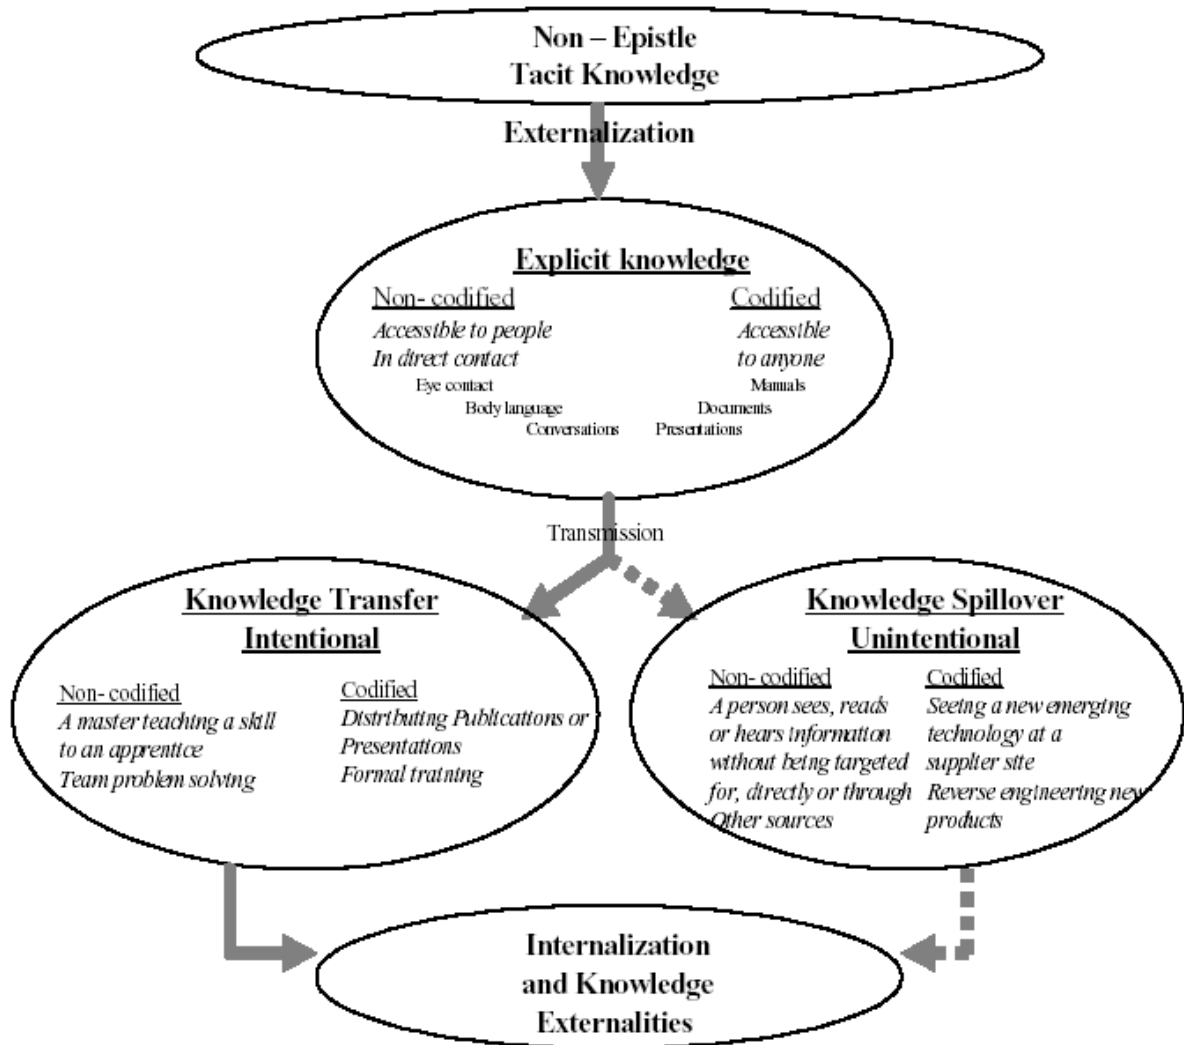 Non – Epistle
Tacit Knowledge
Externalization
Explicit knowledge
Non- codified
Accessible to people
In direct contact
Eye contact
Body language
Conversations
Codified
Accessible
to anyone
Manuals
Documents
Presentations
Transmission
Knowledge Transfer
Intentional
Non- codified
A master teaching a skill
to an apprentice
Team problem solving
Codified
Distributing Publications or
Presentations
Formal training
Knowledge Spillover
Unintentional
Non- codified
A person sees, reads
or hears information
without being targeted
for, directly or through
Other sources
Codified
Seeing a new emerging
technology at a
supplier site
Reverse engineering new
products
Internalization
and Knowledge
Externalities